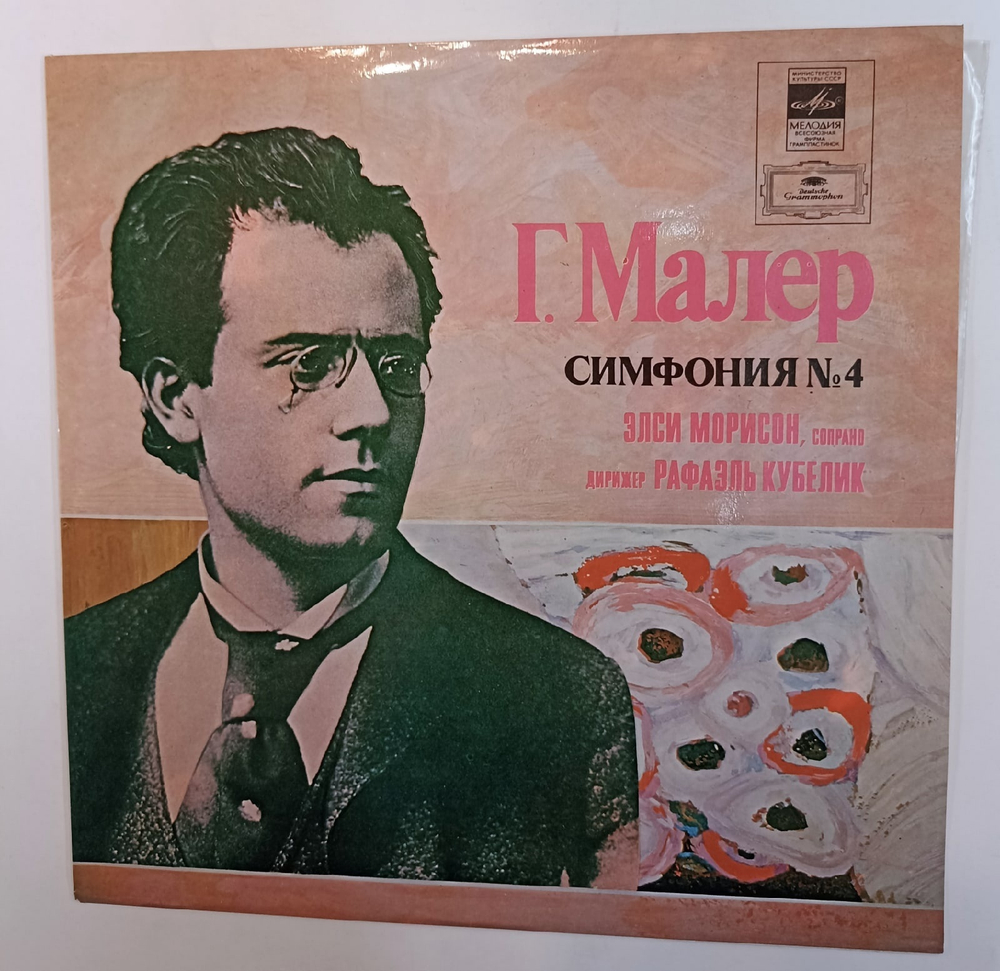 МИНИСТЕРСТВО
КУЛЬТУРЫ СССР
МЕЛОДИЯ
ВСЕСОЮЗНАЯ
ФИРМА
ГРАМПЛАСТИНОК
Deutsche
Grammophon
Г. Малер
СИМФОНИЯ №4
ЭЛСИ МОРИСОН, СОПРАНО
ДИРИЖЕР РАФАЭЛЬ КУБЕЛИК